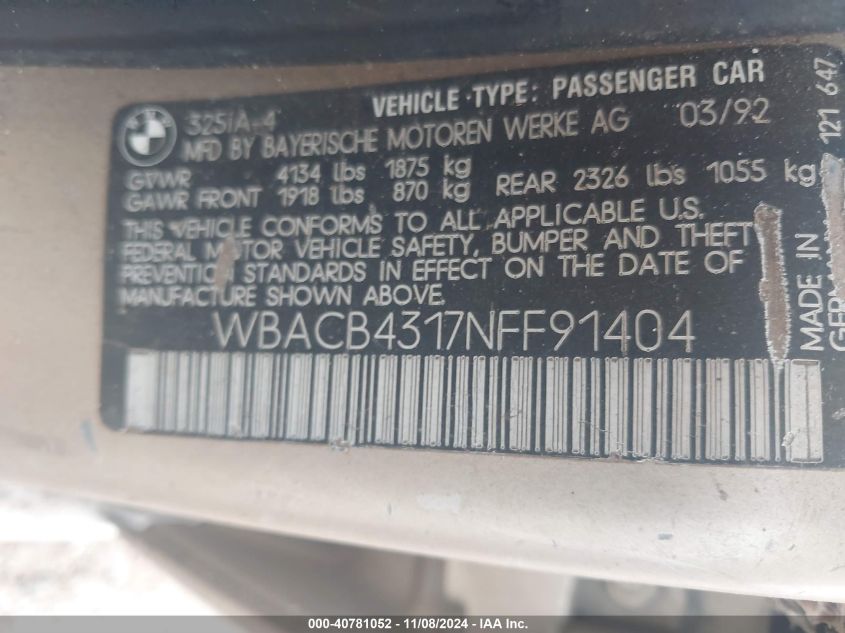 BMW
325IA-4
VEHICLE TYPE: PASSENGER CAR
MFD BY BAYERISCHE MOTOREN WERKE AG 03/92
GVWR 4134 lbs 1875 kg
GAWR FRONT 1918 lbs 870 kg REAR 2326 lbs 1055 kg
THIS VEHICLE CONFORMS TO ALL APPLICABLE U.S.
FEDERAL MOTOR VEHICLE SAFETY, BUMPER AND THEFT
PREVENTION STANDARDS IN EFFECT ON THE DATE OF
MANUFACTURE SHOWN ABOVE.
WBACB4317NFF91404
121 647
MADE IN
000-40781052 - 11/08/2024 - IAA Inc.